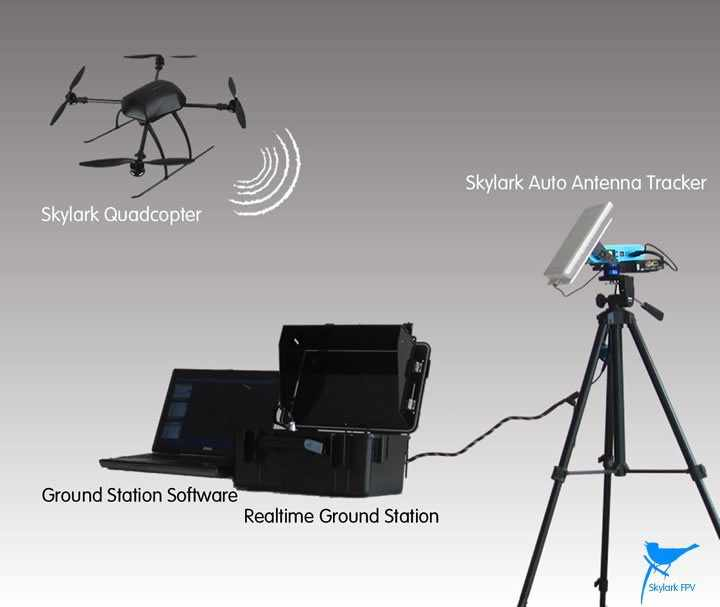 Skylark Auto Antenna Tracker
Skylark Quadcopter
Ground Station Software
Realtime Ground Station
Skylark FPV